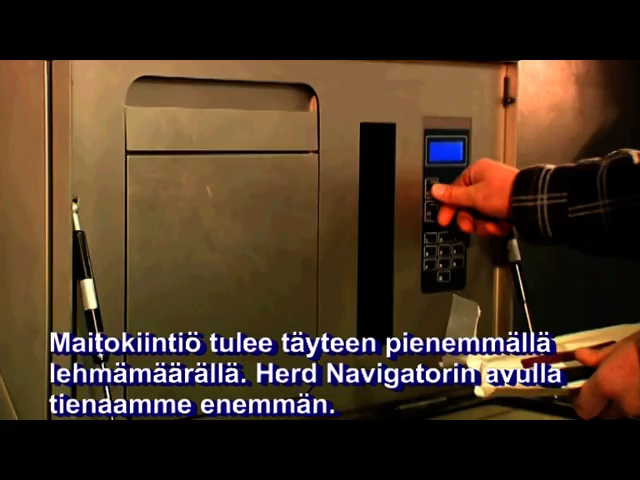 Maitokiintiö tulee täyteen pienemmällä
lehmämäärällä. Herd Navigatorin avulla
tienaamme enemmän.